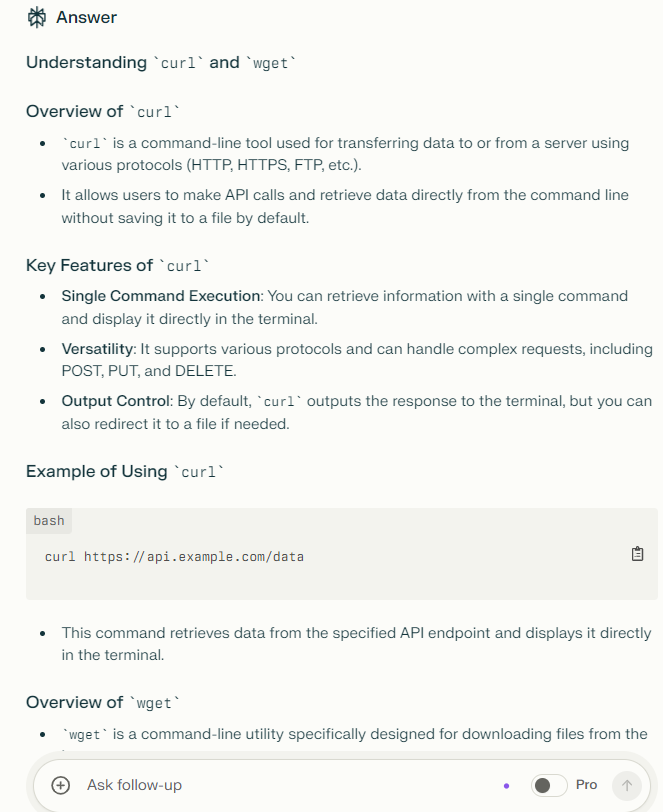 Answer
Understanding `curl` and `wget`
Overview of `curl`
`curl` is a command-line tool used for transferring data to or from a server using
various protocols (HTTP, HTTPS, FTP, etc.).
It allows users to make API calls and retrieve data directly from the command line
without saving it to a file by default.
Key Features of `curl`
Single Command Execution: You can retrieve information with a single command
and display it directly in the terminal.
Versatility: It supports various protocols and can handle complex requests, including
POST, PUT, and DELETE.
Output Control: By default, `curl` outputs the response to the terminal, but you can
also redirect it to a file if needed.
Example of Using `curl`
bash
curl https://api.example.com/data
This command retrieves data from the specified API endpoint and displays it directly
in the terminal.
Overview of `wget`
`wget` is a command-line utility specifically designed for downloading files from the
Ask follow-up
Pro